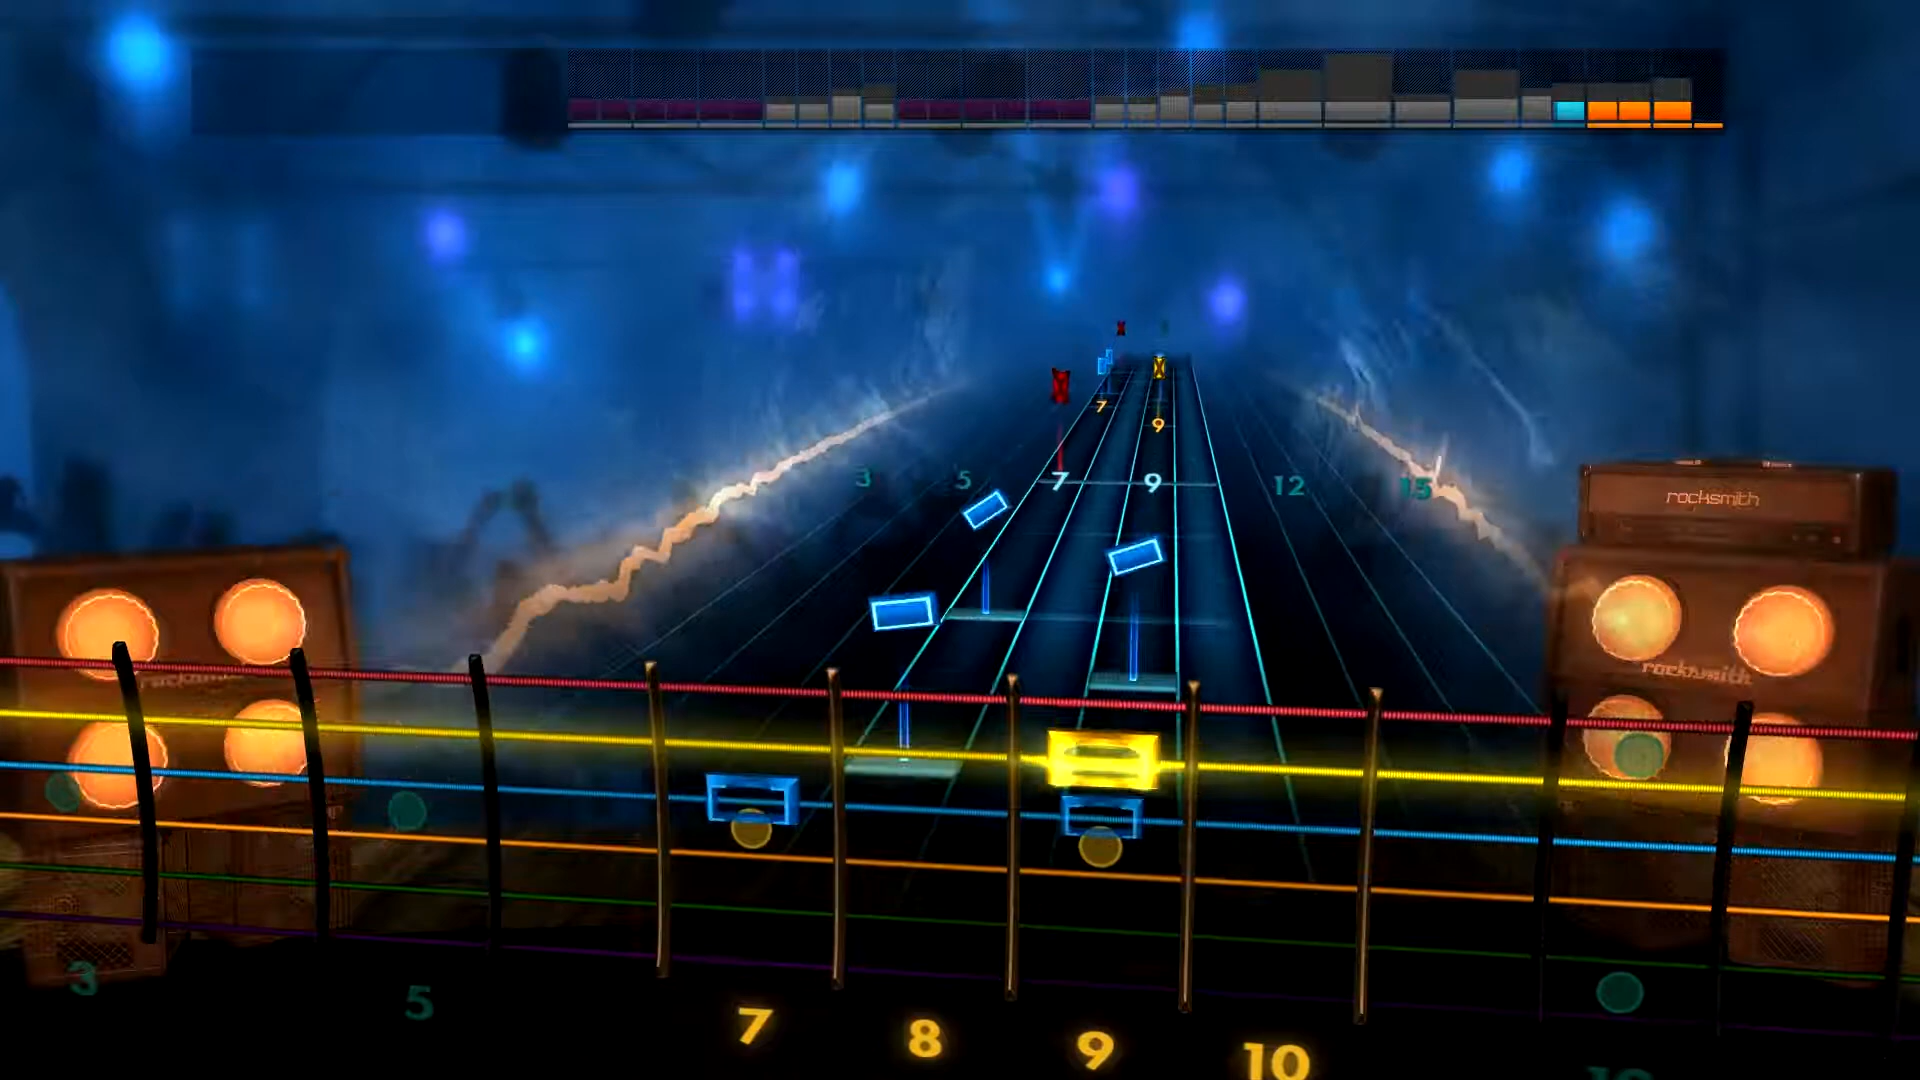 7
9
3 5 7 9 12 15
rocksmith
rocksmith
3 5 7 8 9 10